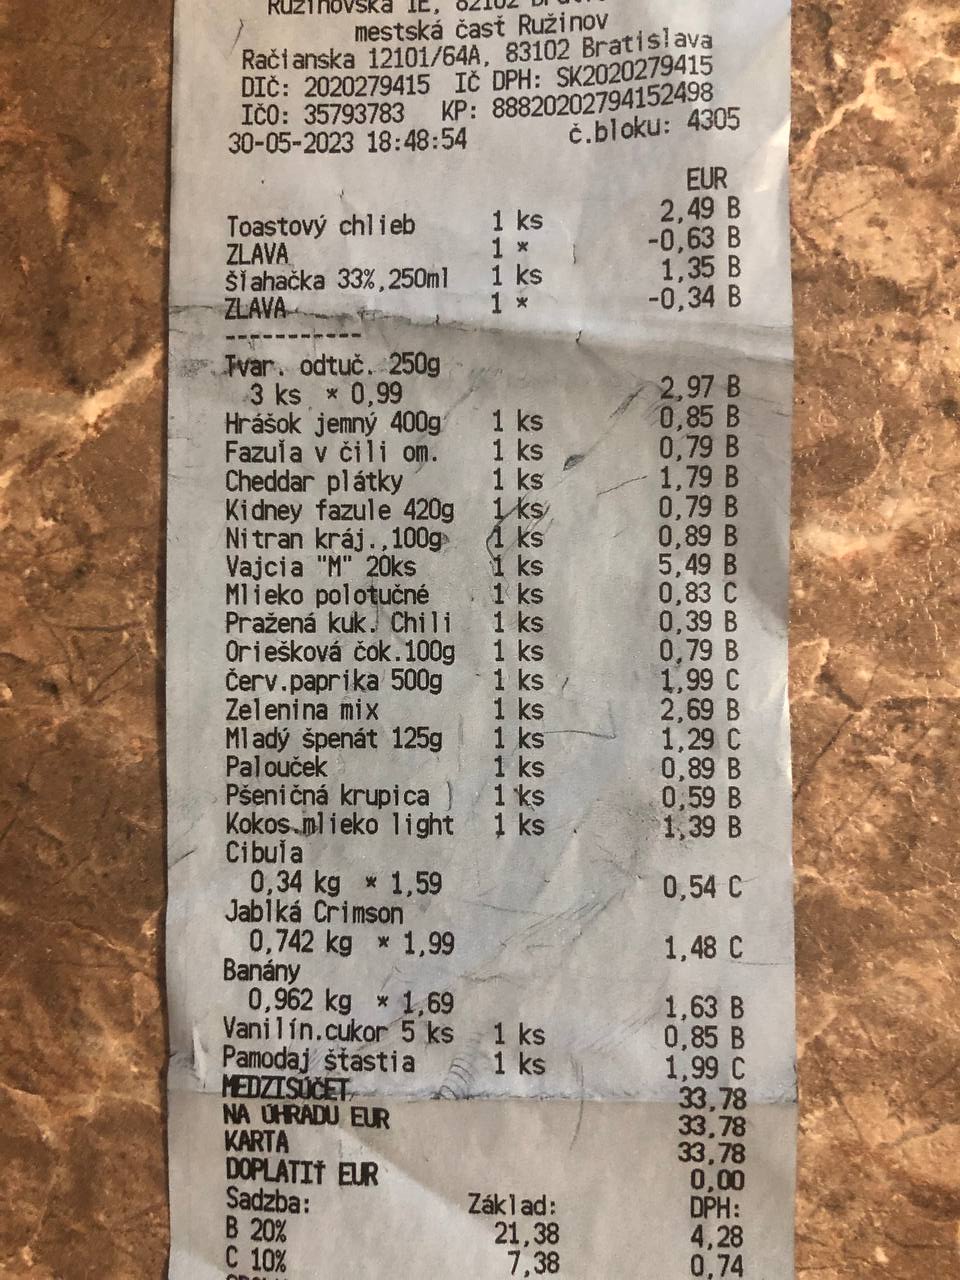 Ružinovská 1E, 82102
mestská časť Ružinov
Račianska 12101/64A, 83102 Bratislava
DIČ: 2020279415 IČ DPH: SK2020279415
IČO: 35793783 KP: 88820202794152498
30-05-2023 18:48:54 č.bloku: 4305
EUR
Toastový chlieb 1 ks 2,49 B
ZĽAVA 1 * -0,63 B
Šľahačka 33%,250ml 1 ks 1,35 B
ZĽAVA 1 * -0,34 B
-----------
Tvar. odtuč. 250g
3 ks * 0,99 2,97 B
Hrášok jemný 400g 1 ks 0,85 B
Fazuľa v čili om. 1 ks 0,79 B
Cheddar plátky 1 ks 1,79 B
Kidney fazule 420g 1 ks 0,79 B
Nitran kráj.,100g 1 ks 0,89 B
Vajcia "M" 20ks 1 ks 5,49 B
Mlieko polotučné 1 ks 0,83 C
Pražená kuk. Chili 1 ks 0,39 B
Oriešková čok.100g 1 ks 0,79 B
Červ.paprika 500g 1 ks 1,99 C
Zelenina mix 1 ks 2,69 B
Mladý špenát 125g 1 ks 1,29 C
Palouček 1 ks 0,89 B
Pšeničná krupica 1 ks 0,59 B
Kokos.mlieko light 1 ks 1,39 B
Cibuľa
0,34 kg * 1,59 0,54 C
Jablká Crimson
0,742 kg * 1,99 1,48 C
Banány
0,962 kg * 1,69 1,63 B
Vanilín.cukor 5 ks 1 ks 0,85 B
Pamodaj šťastia 1 ks 1,99 C
MEDZISÚČET 33,78
NA ÚHRADU EUR 33,78
KARTA 33,78
DOPLATIŤ EUR 0,00
Sadzba: Základ: DPH:
B 20% 21,38 4,28
C 10% 7,38 0,74